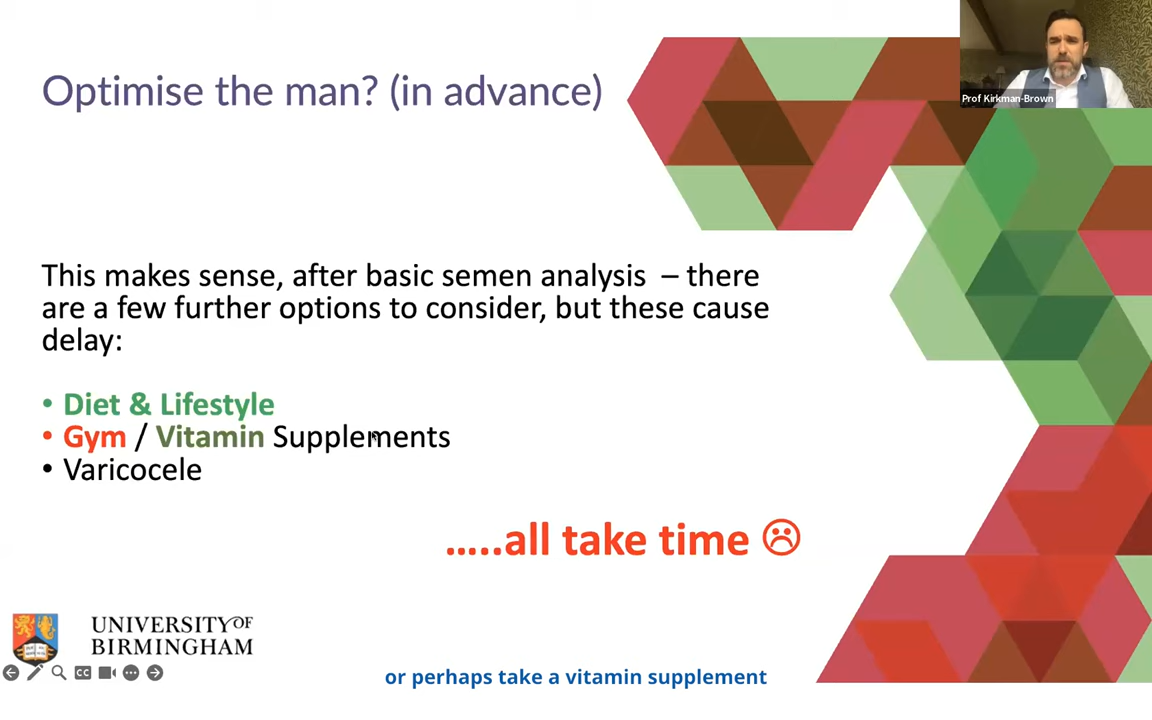 Optimise the man? (in advance)
Prof Kirkman-Brown
This makes sense, after basic semen analysis – there
are a few further options to consider, but these cause
delay:
• Diet & Lifestyle
• Gym / Vitamin Supplements
• Varicocele
.....all take time ☹
UNIVERSITY OF
BIRMINGHAM
CC
or perhaps take a vitamin supplement